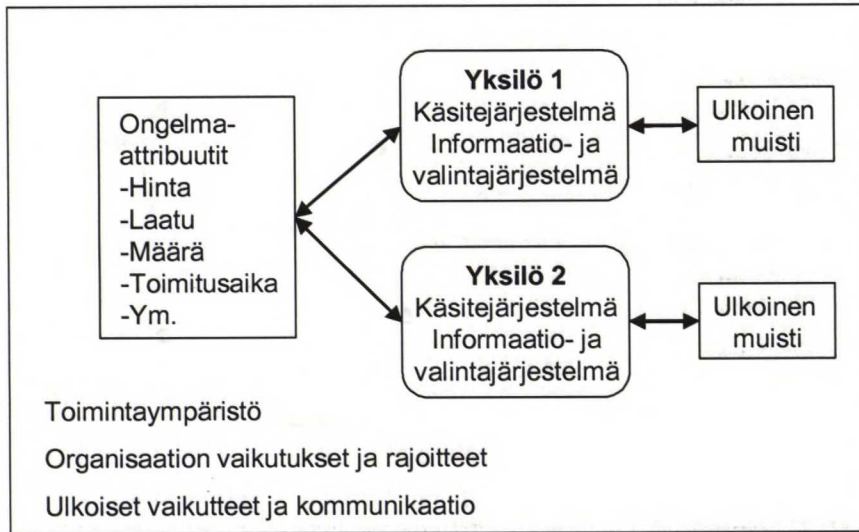 Ongelma-
attribuutit
-Hinta
-Laatu
-Määrä
-Toimitusaika
-Ym.
Yksilö 1
Käsitejärjestelmä
Informaatio- ja
valintajärjestelmä
Ulkoinen
muisti
Yksilö 2
Käsitejärjestelmä
Informaatio- ja
valintajärjestelmä
Ulkoinen
muisti
Toimintaympäristö
Organisaation vaikutukset ja rajoitteet
Ulkoiset vaikutteet ja kommunikaatio